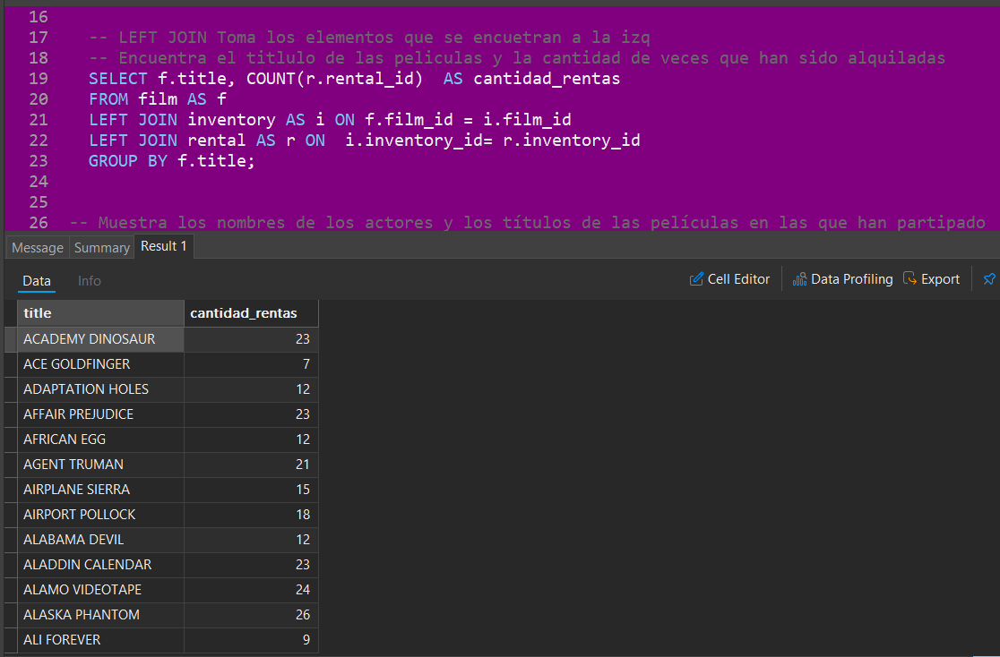 16
17 -- LEFT JOIN Toma los elementos que se encuetran a la izq
18 -- Encuentra el titlulo de las peliculas y la cantidad de veces que han sido alquiladas
19 SELECT f.title, COUNT(r.rental_id)  AS cantidad_rentas
20 FROM film AS f
21 LEFT JOIN inventory AS i ON f.film_id = i.film_id
22 LEFT JOIN rental AS r ON  i.inventory_id= r.inventory_id
23 GROUP BY f.title;
24
25
26 -- Muestra los nombres de los actores y los títulos de las películas en las que han partipado
Message Summary Result 1
Data Info Cell Editor Data Profiling Export
title cantidad_rentas
ACADEMY DINOSAUR 23
ACE GOLDFINGER 7
ADAPTATION HOLES 12
AFFAIR PREJUDICE 23
AFRICAN EGG 12
AGENT TRUMAN 21
AIRPLANE SIERRA 15
AIRPORT POLLOCK 18
ALABAMA DEVIL 12
ALADDIN CALENDAR 23
ALAMO VIDEOTAPE 24
ALASKA PHANTOM 26
ALI FOREVER 9